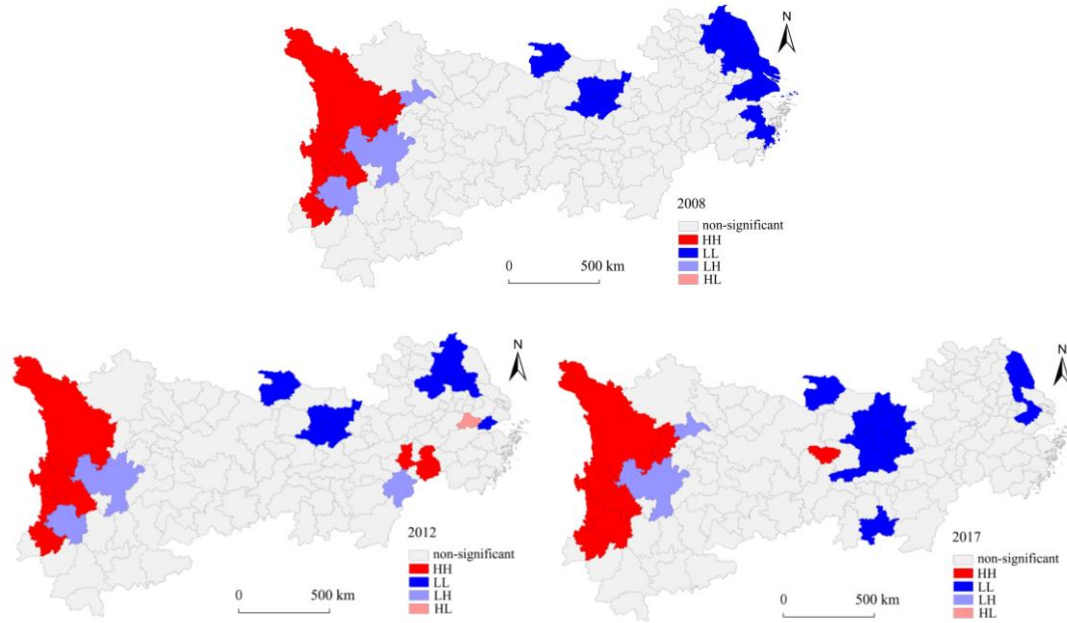 N
2008
non-significant
HH
LL
LH
HL
0 500 km
N
2012
non-significant
HH
LL
LH
HL
0 500 km
N
2017
non-significant
HH
LL
LH
HL
0 500 km